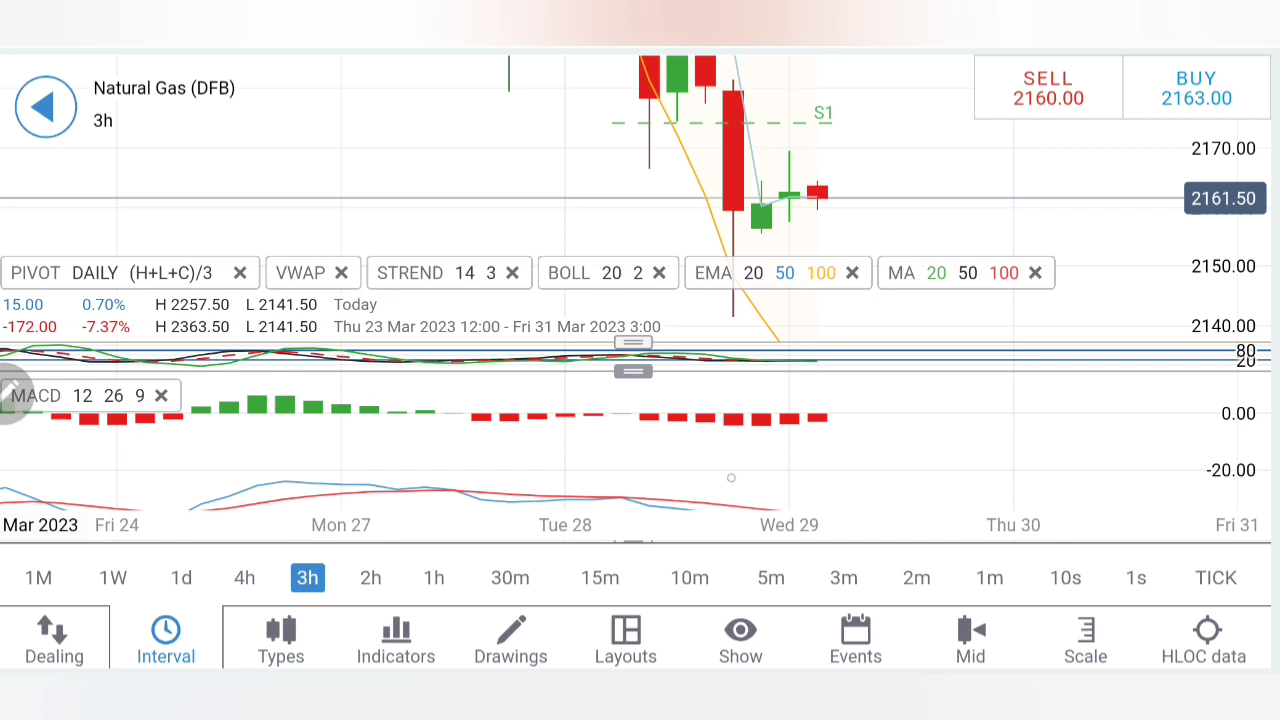 Natural Gas (DFB)
3h
SELL
2160.00
BUY
2163.00
S1
2170.00
2161.50
2150.00
2140.00
PIVOT DAILY (H+L+C)/3 ×
VWAP ×
STREND 14 3 ×
BOLL 20 2 ×
EMA 20 50 100 ×
MA 20 50 100 ×
15.00 0.70% H 2257.50 L 2141.50 Today
-172.00 -7.37% H 2363.50 L 2141.50 Thu 23 Mar 2023 12:00 - Fri 31 Mar 2023 3:00
80
20
MACD 12 26 9 ×
0.00
-20.00
Mar 2023 Fri 24 Mon 27 Tue 28 Wed 29 Thu 30 Fri 31
1M 1W 1d 4h 3h 2h 1h 30m 15m 10m 5m 3m 2m 1m 10s 1s TICK
Dealing Interval Types Indicators Drawings Layouts Show Events Mid Scale HLOC data